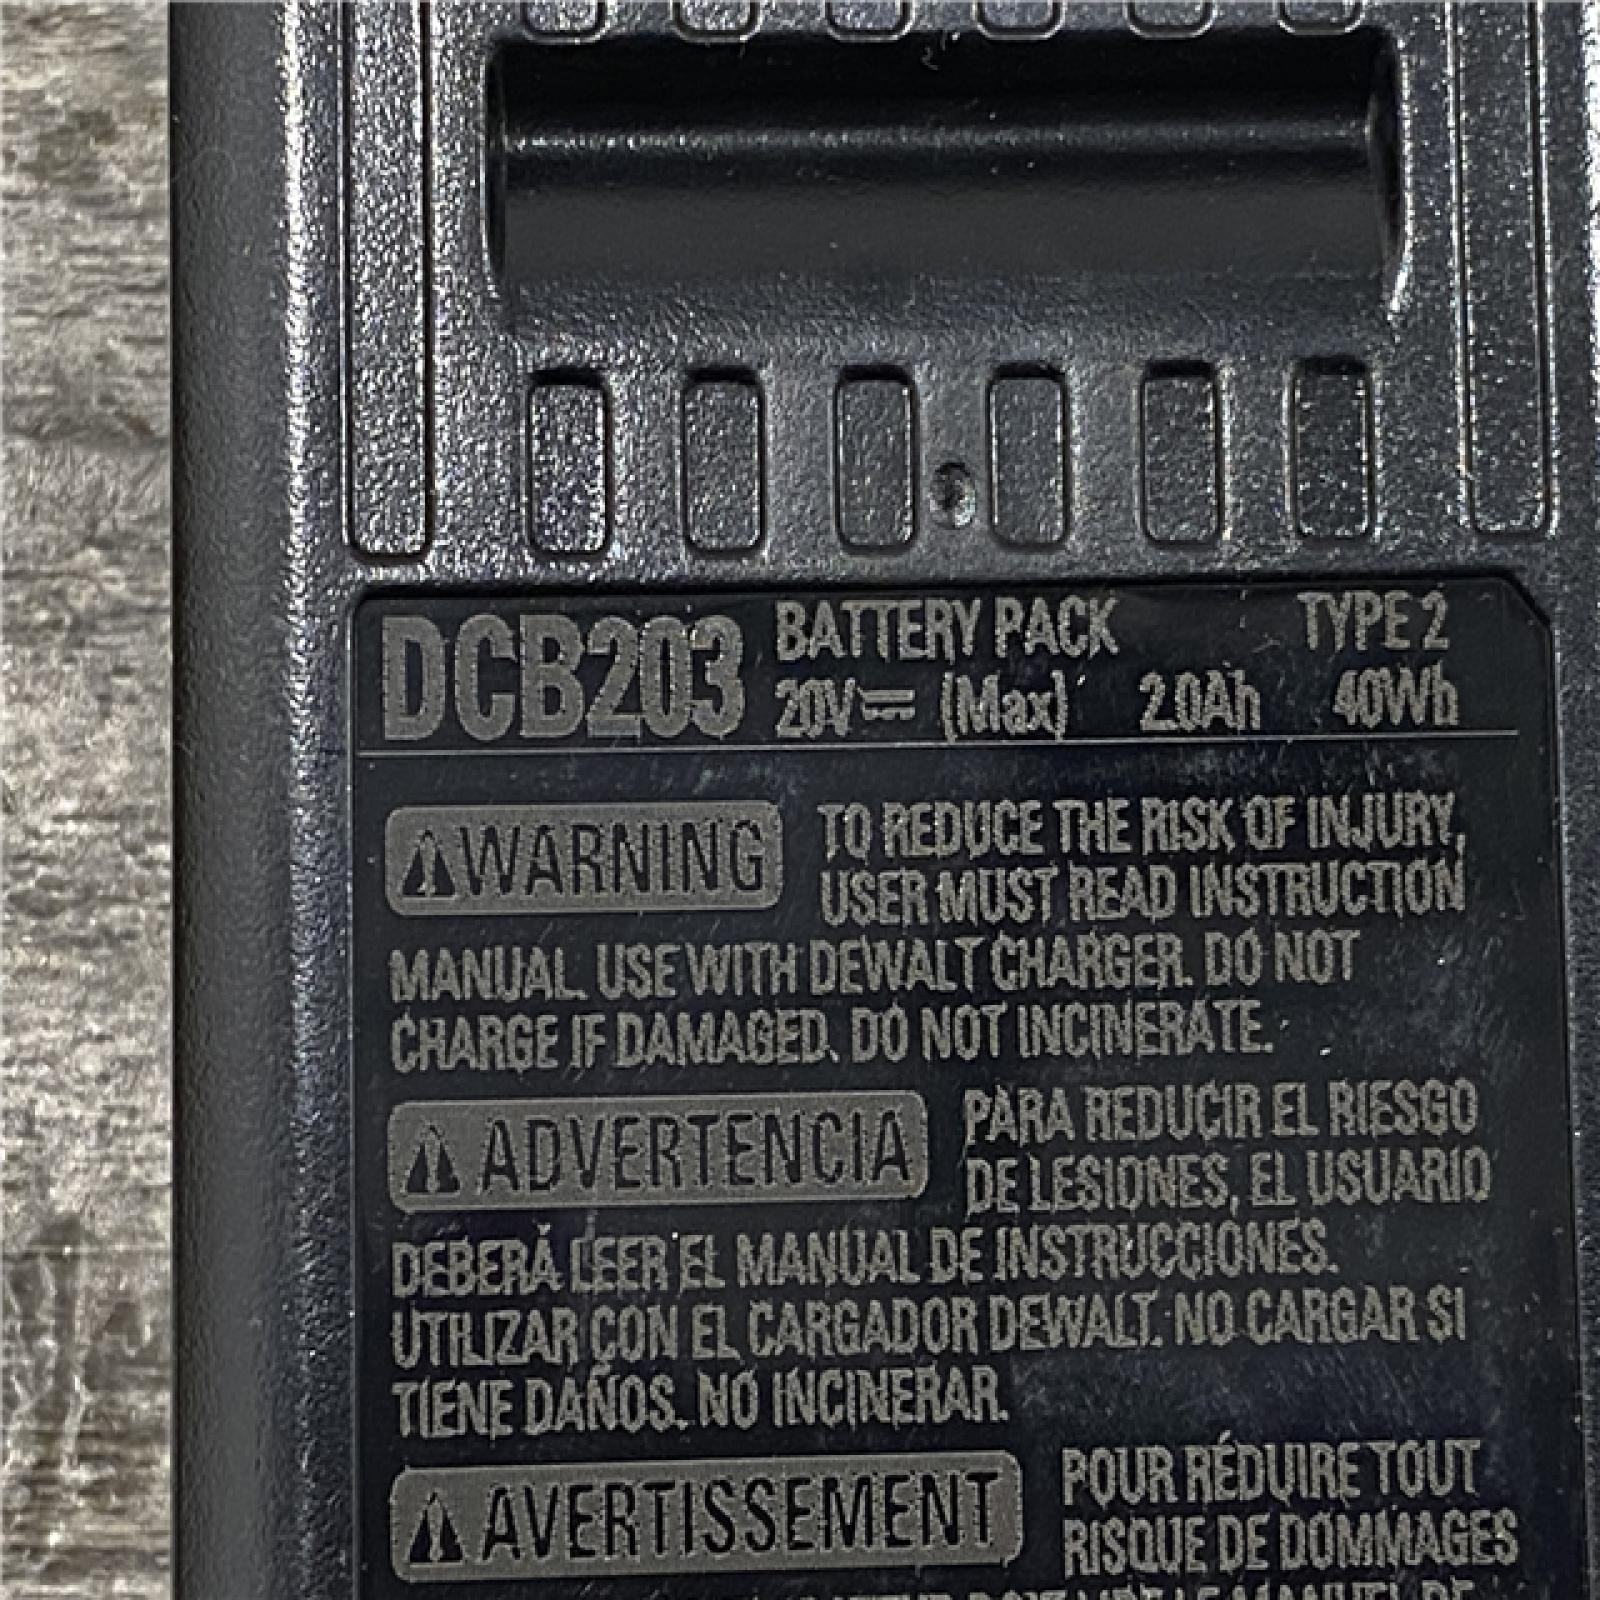 DCB203 BATTERY PACK TYPE 2
20V⎓ (Max) 2.0Ah 40Wh
⚠WARNING TO REDUCE THE RISK OF INJURY,
USER MUST READ INSTRUCTION
MANUAL. USE WITH DEWALT CHARGER. DO NOT
CHARGE IF DAMAGED. DO NOT INCINERATE.
⚠ADVERTENCIA PARA REDUCIR EL RIESGO
DE LESIONES, EL USUARIO
DEBERÁ LEER EL MANUAL DE INSTRUCCIONES.
UTILIZAR CON EL CARGADOR DEWALT. NO CARGAR SI
TIENE DAÑOS. NO INCINERAR.
⚠AVERTISSEMENT POUR RÉDUIRE TOUT
RISQUE DE DOMMAGES